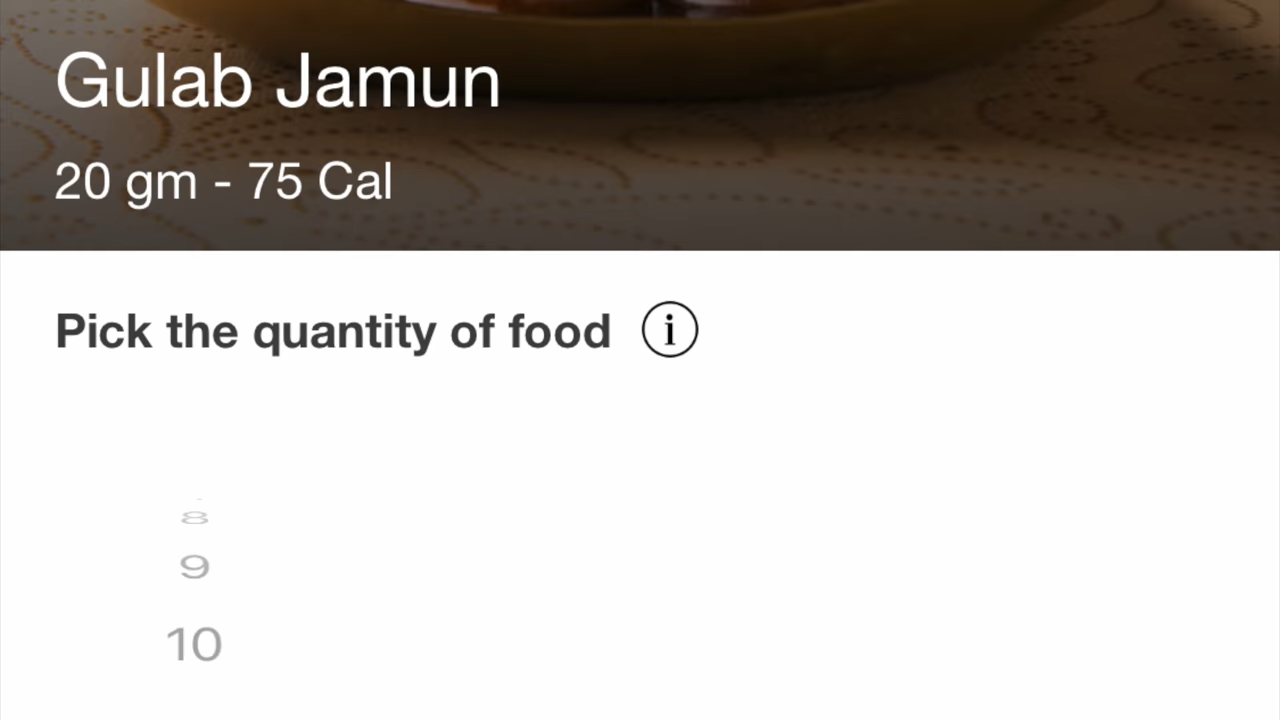 Gulab Jamun
20 gm - 75 Cal
Pick the quantity of food i
8
9
10